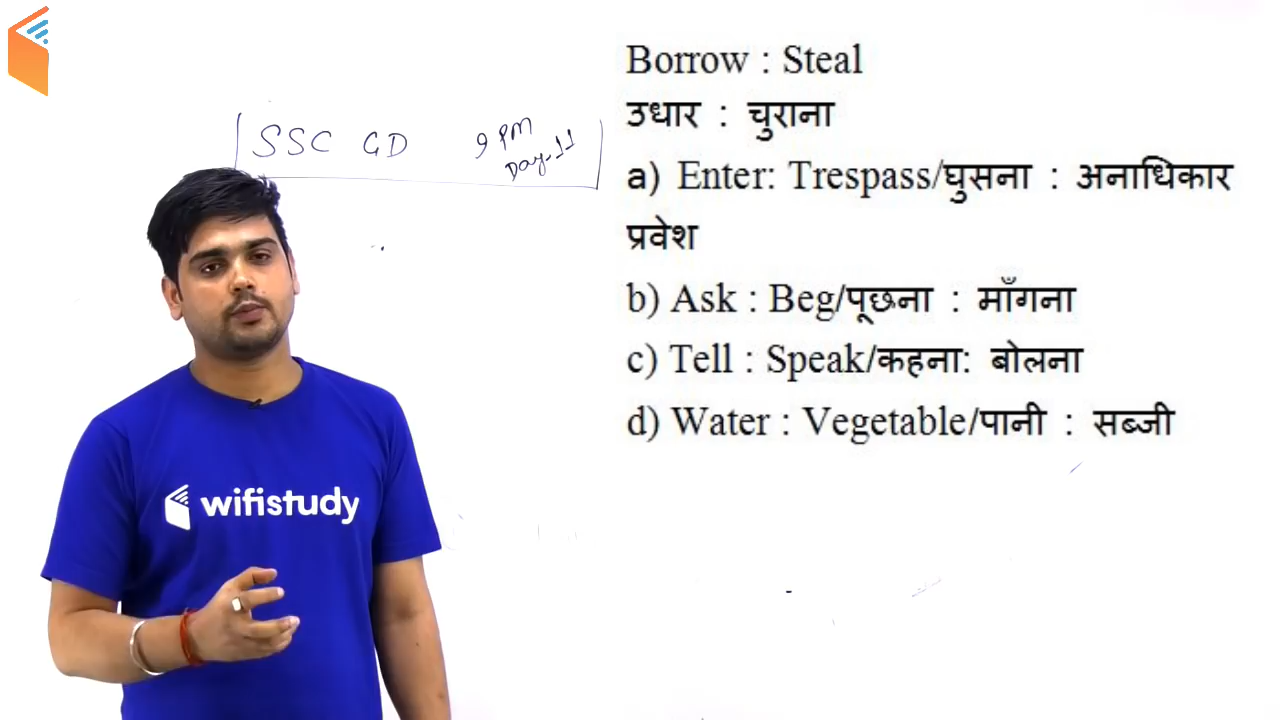 SSC GD 9 PM
Day-11
Borrow : Steal
उधार : चुराना
a) Enter: Trespass/घुसना : अनाधिकार
प्रवेश
b) Ask : Beg/पूछना : माँगना
c) Tell : Speak/कहना: बोलना
d) Water : Vegetable/पानी : सब्जी
wifistudy